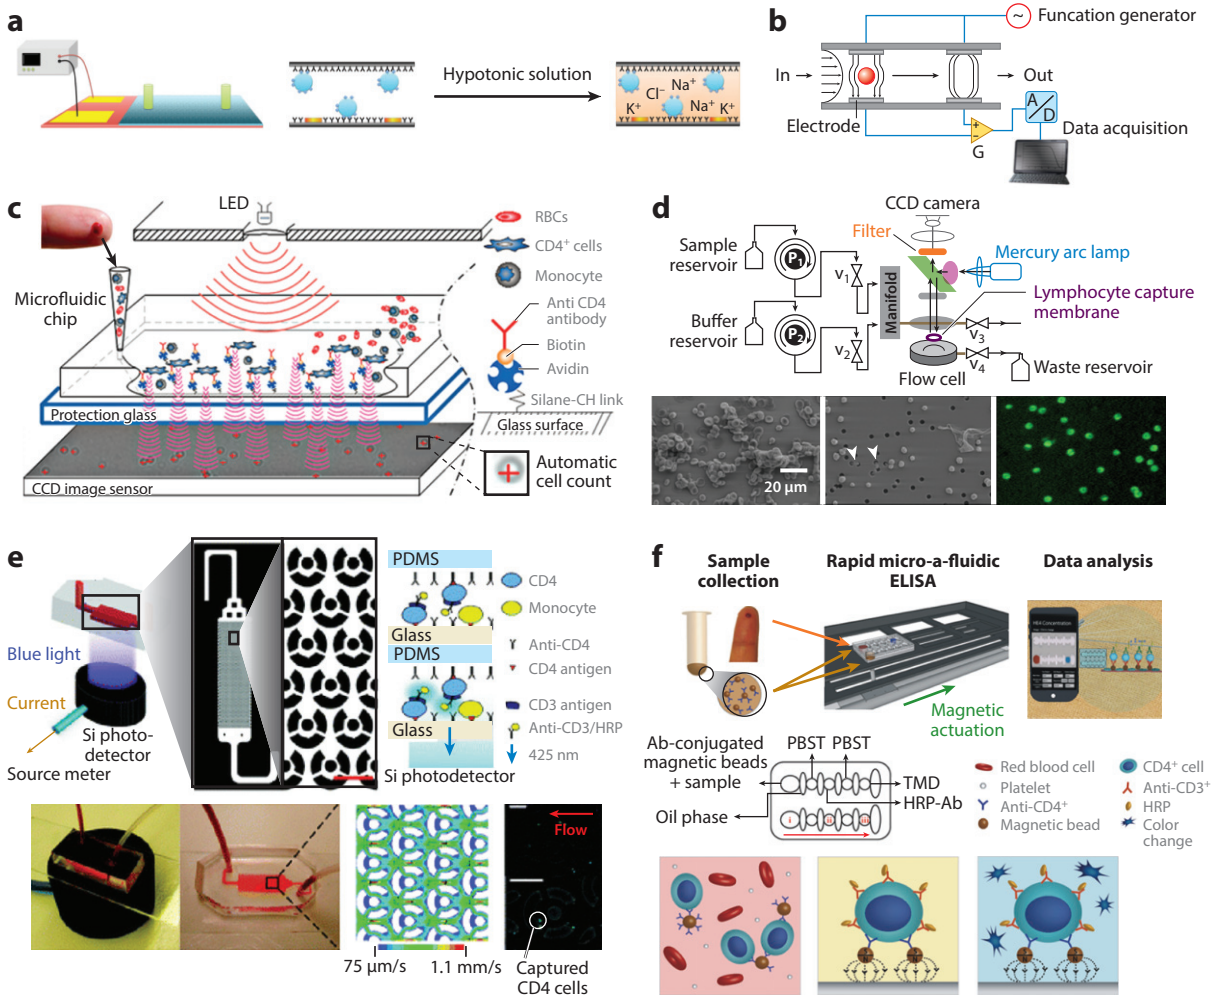 a
Hypotonic solution
Cl⁻
Na⁺
K⁺
Na⁺
K⁺
b
Funcation generator
In
Out
Electrode
G
A/D
Data acquisition
c
LED
Microfluidic
chip
RBCs
CD4⁺ cells
Monocyte
Anti CD4
antibody
Biotin
Avidin
Silane-CH link
Glass surface
Protection glass
CCD image sensor
Automatic
cell count
d
CCD camera
Filter
Mercury arc lamp
Lymphocyte capture
membrane
Sample
reservoir
P₁
V₁
Buffer
reservoir
P₂
V₂
Manifold
V₃
V₄
Flow cell
Waste reservoir
20 µm
e
Blue light
Current
Si photo-
detector
Source meter
PDMS
Glass
PDMS
Glass
Si photodetector
CD4
Monocyte
Anti-CD4
CD4 antigen
CD3 antigen
Anti-CD3/HRP
425 nm
Flow
75 µm/s
1.1 mm/s
Captured
CD4 cells
f
Sample
collection
Rapid micro-a-fluidic
ELISA
Data analysis
Magnetic
actuation
Ab-conjugated
magnetic beads
+ sample
PBST
PBST
TMD
HRP-Ab
Oil phase
i
ii
iii
Red blood cell
Platelet
Anti-CD4⁺
Magnetic bead
CD4⁺ cell
Anti-CD3⁺
HRP
Color
change